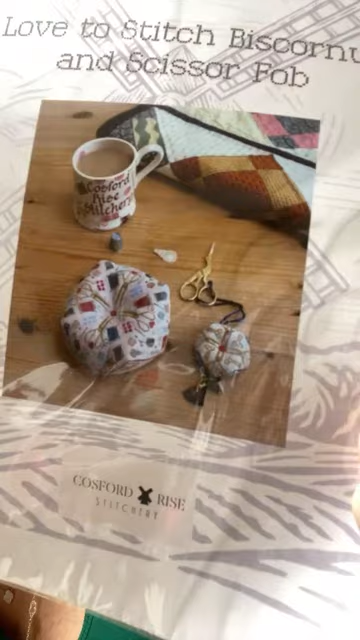 Love to Stitch Biscornu
and Scissor Fob
Cosford
Rise
Stitchery
COSFORD RISE
STITCHERY